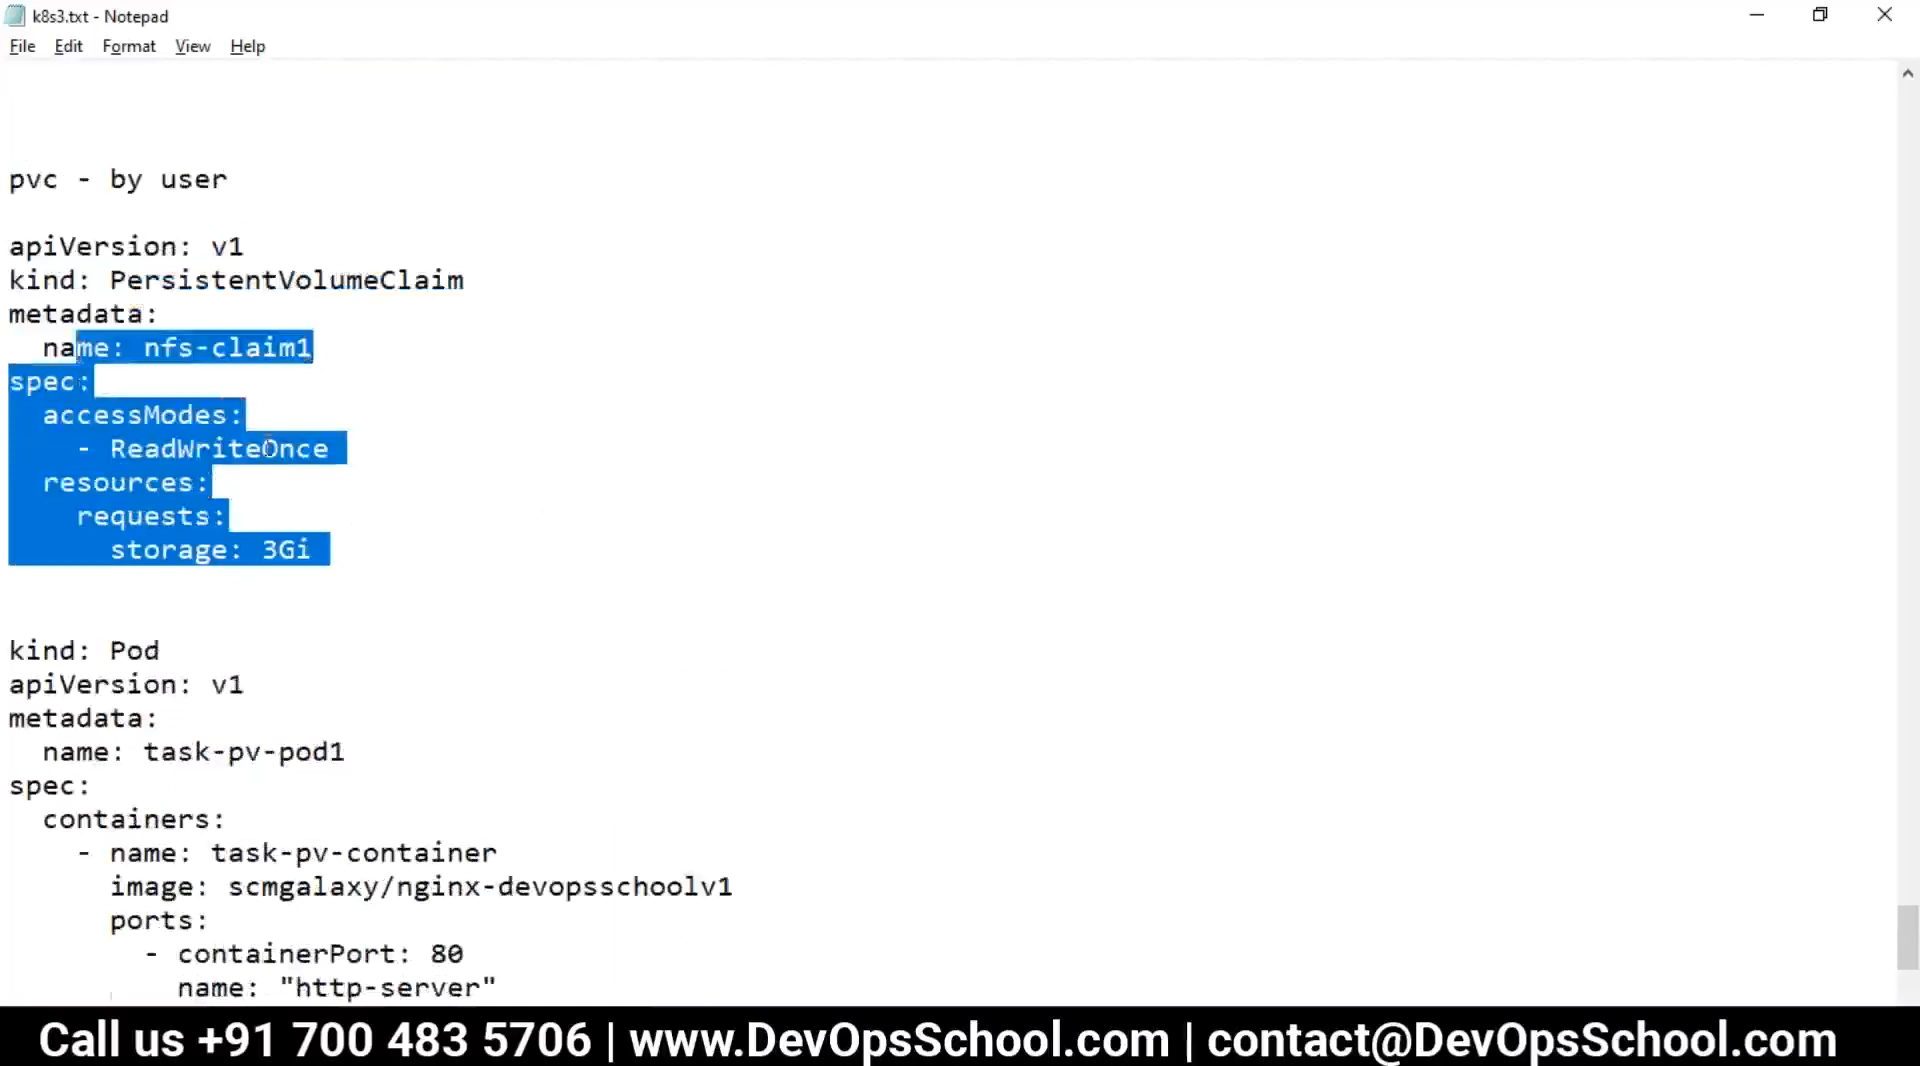 k8s3.txt - Notepad
File Edit Format View Help
pvc - by user
apiVersion: v1
kind: PersistentVolumeClaim
metadata:
  name: nfs-claim1
spec:
  accessModes:
    - ReadWriteOnce
  resources:
    requests:
      storage: 3Gi
kind: Pod
apiVersion: v1
metadata:
  name: task-pv-pod1
spec:
  containers:
    - name: task-pv-container
      image: scmgalaxy/nginx-devopsschoolv1
      ports:
        - containerPort: 80
          name: "http-server"
Call us +91 700 483 5706 | www.DevOpsSchool.com | contact@DevOpsSchool.com